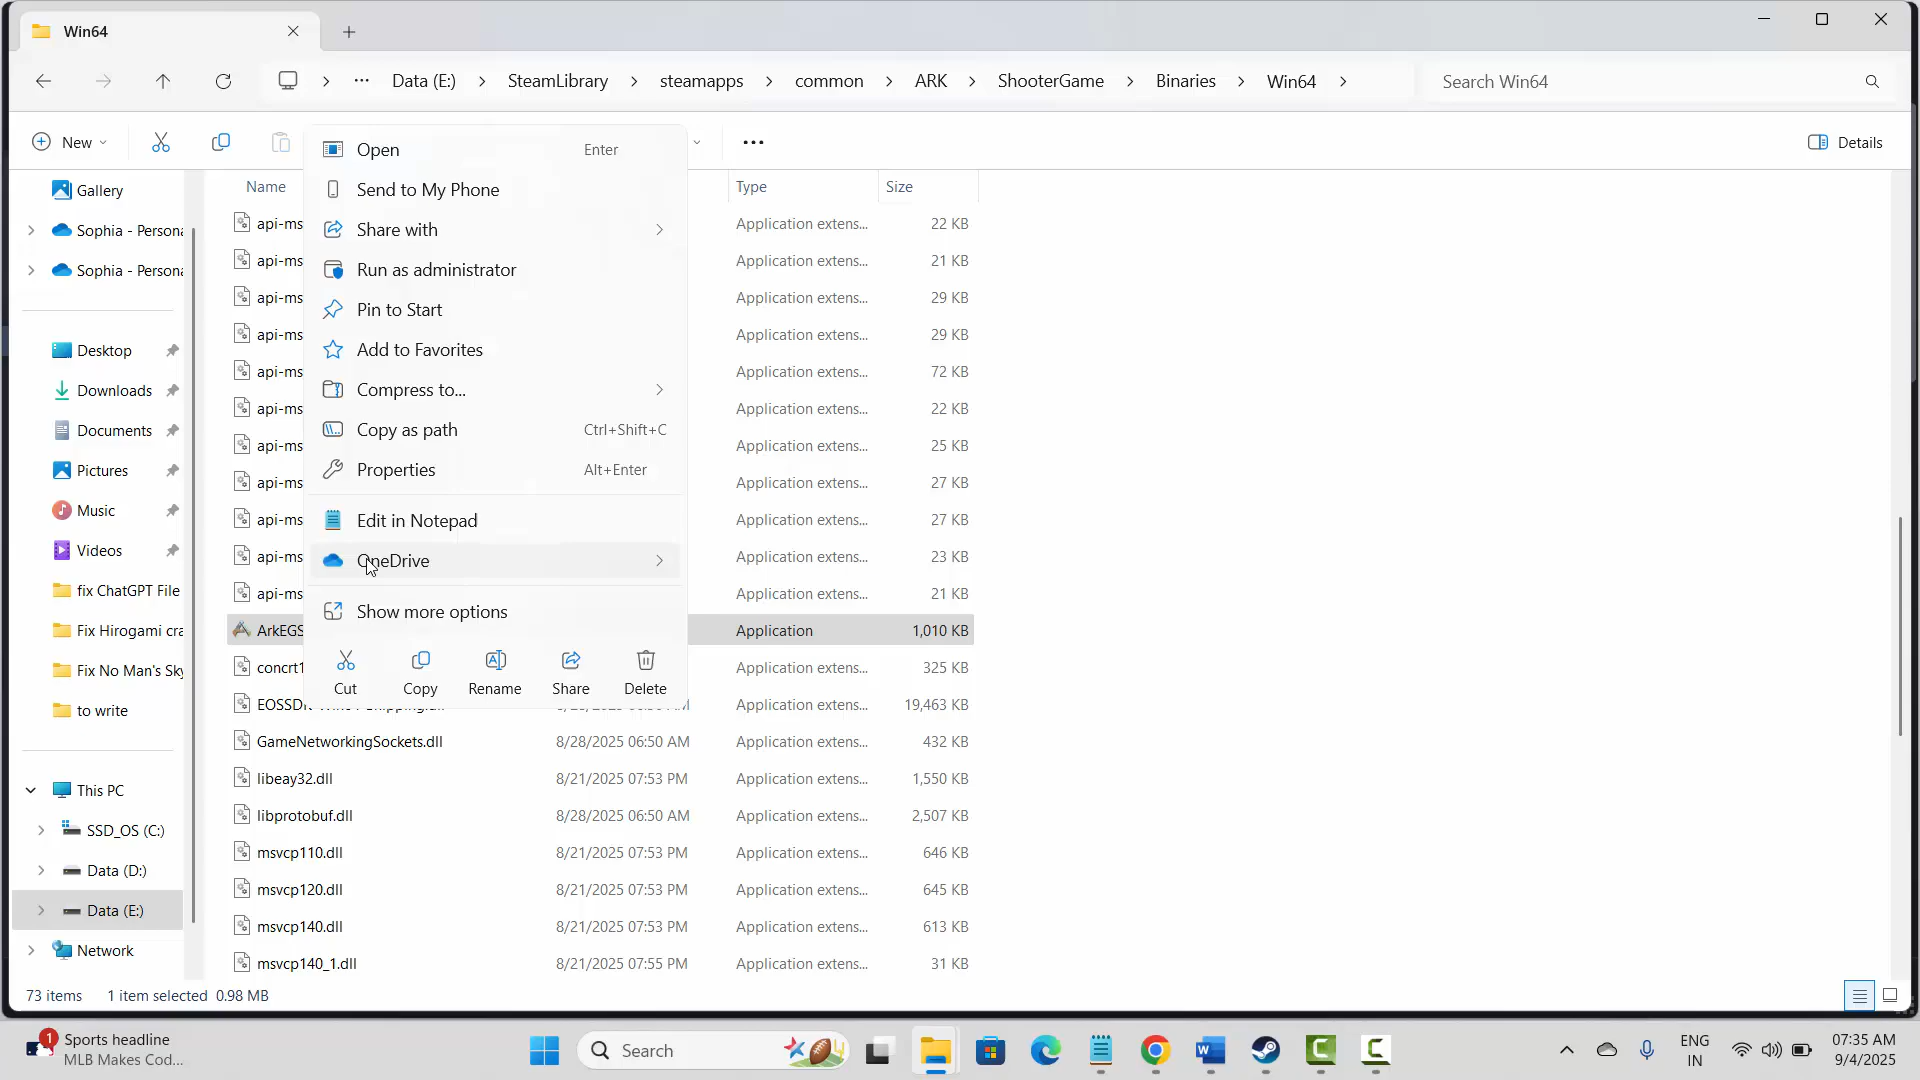 Win64
Data (E:) > SteamLibrary > steamapps > common > ARK > ShooterGame > Binaries > Win64 >
Search Win64
New
Details
Gallery
Sophia - Persona
Sophia - Persona
Desktop
Downloads
Documents
Pictures
Music
Videos
fix ChatGPT File
Fix Hirogami cra
Fix No Man's Sky
to write
This PC
SSD_OS (C:)
Data (D:)
Data (E:)
Network
Open Enter
Send to My Phone
Share with
Run as administrator
Pin to Start
Add to Favorites
Compress to...
Copy as path Ctrl+Shift+C
Properties Alt+Enter
Edit in Notepad
OneDrive
Show more options
Cut Copy Rename Share Delete
Name Type Size
api-ms Application extens... 22 KB
api-ms Application extens... 21 KB
api-ms Application extens... 29 KB
api-ms Application extens... 29 KB
api-ms Application extens... 72 KB
api-ms Application extens... 22 KB
api-ms Application extens... 25 KB
api-ms Application extens... 27 KB
api-ms Application extens... 27 KB
api-ms Application extens... 23 KB
api-ms Application extens... 21 KB
ArkEGS Application 1,010 KB
concrt1 Application extens... 325 KB
Application extens... 19,463 KB
GameNetworkingSockets.dll 8/28/2025 06:50 AM Application extens... 432 KB
libeay32.dll 8/21/2025 07:53 PM Application extens... 1,550 KB
libprotobuf.dll 8/28/2025 06:50 AM Application extens... 2,507 KB
msvcp110.dll 8/21/2025 07:53 PM Application extens... 646 KB
msvcp120.dll 8/21/2025 07:53 PM Application extens... 645 KB
msvcp140.dll 8/21/2025 07:53 PM Application extens... 613 KB
msvcp140_1.dll 8/21/2025 07:55 PM Application extens... 31 KB
73 items 1 item selected 0.98 MB
1
Sports headline
MLB Makes Cod...
Search
ENG
IN
07:35 AM
9/4/2025